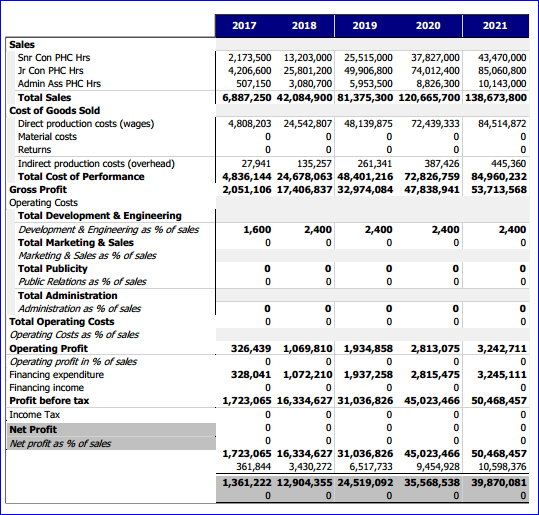 2017 2018 2019 2020 2021
Sales
Snr Con PHC Hrs 2,173,500 13,203,000 25,515,000 37,827,000 43,470,000
Jr Con PHC Hrs 4,206,600 25,801,200 49,906,800 74,012,400 85,060,800
Admin Ass PHC Hrs 507,150 3,080,700 5,953,500 8,826,300 10,143,000
Total Sales 6,887,250 42,084,900 81,375,300 120,665,700 138,673,800
Cost of Goods Sold
Direct production costs (wages) 4,808,203 24,542,807 48,139,875 72,439,333 84,514,872
Material costs 0 0 0 0 0
Returns 0 0 0 0 0
Indirect production costs (overhead) 27,941 135,257 261,341 387,426 445,360
Total Cost of Performance 4,836,144 24,678,063 48,401,216 72,826,759 84,960,232
Gross Profit 2,051,106 17,406,837 32,974,084 47,838,941 53,713,568
Operating Costs
Total Development & Engineering
Development & Engineering as % of sales 1,600 2,400 2,400 2,400 2,400
Total Marketing & Sales 0 0 0 0 0
Marketing & Sales as % of sales
Total Publicity 0 0 0 0 0
Public Relations as % of sales 0 0 0 0 0
Total Administration
Administration as % of sales 0 0 0 0 0
Total Operating Costs 0 0 0 0 0
Operating Costs as % of sales
Operating Profit 326,439 1,069,810 1,934,858 2,813,075 3,242,711
Operating profit in % of sales 0 0 0 0 0
Financing expenditure 328,041 1,072,210 1,937,258 2,815,475 3,245,111
Financing income 0 0 0 0 0
Profit before tax 1,723,065 16,334,627 31,036,826 45,023,466 50,468,457
Income Tax 0 0 0 0 0
Net Profit 0 0 0 0 0
Net profit as % of sales 0 0 0 0 0
1,723,065 16,334,627 31,036,826 45,023,466 50,468,457
361,844 3,430,272 6,517,733 9,454,928 10,598,376
1,361,222 12,904,355 24,519,092 35,568,538 39,870,081
0 0 0 0 0